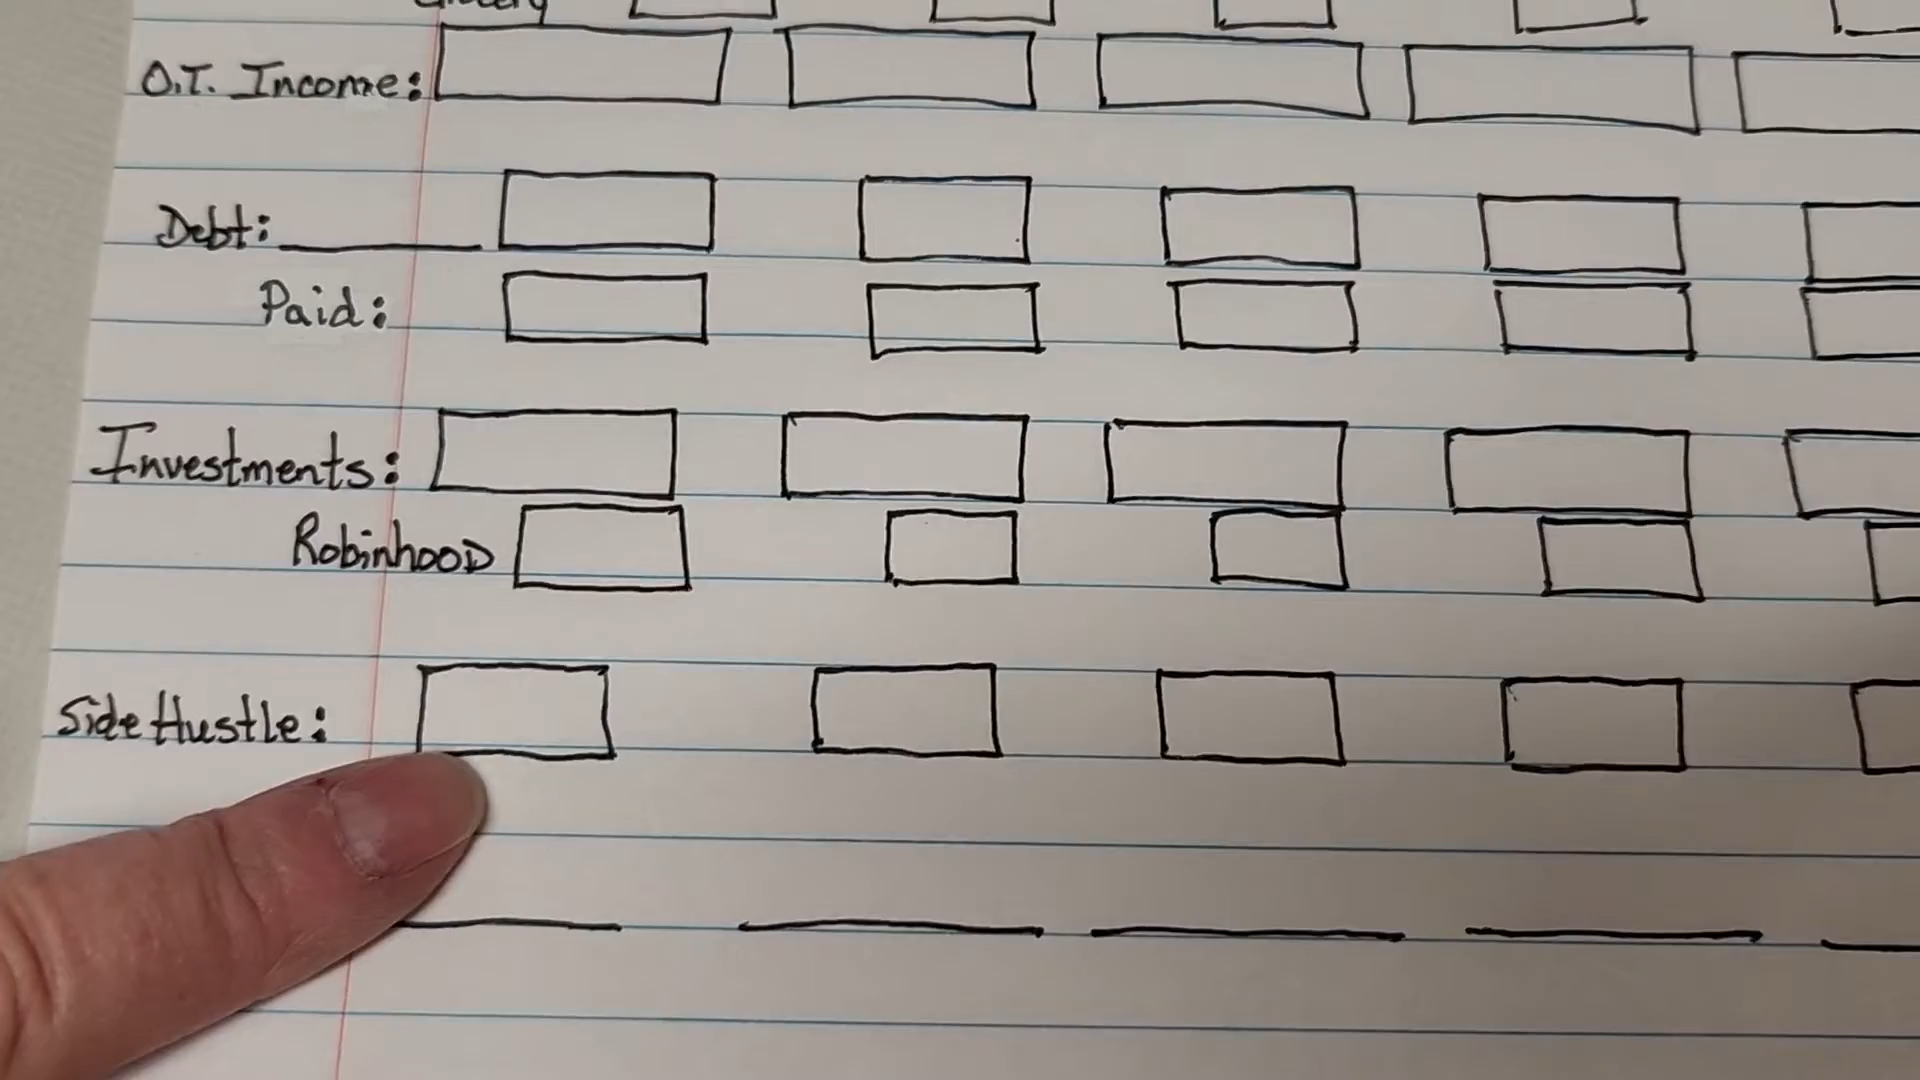 O.T. Income:
Debt:
Paid:
Investments:
RobinhooD
Side Hustle: